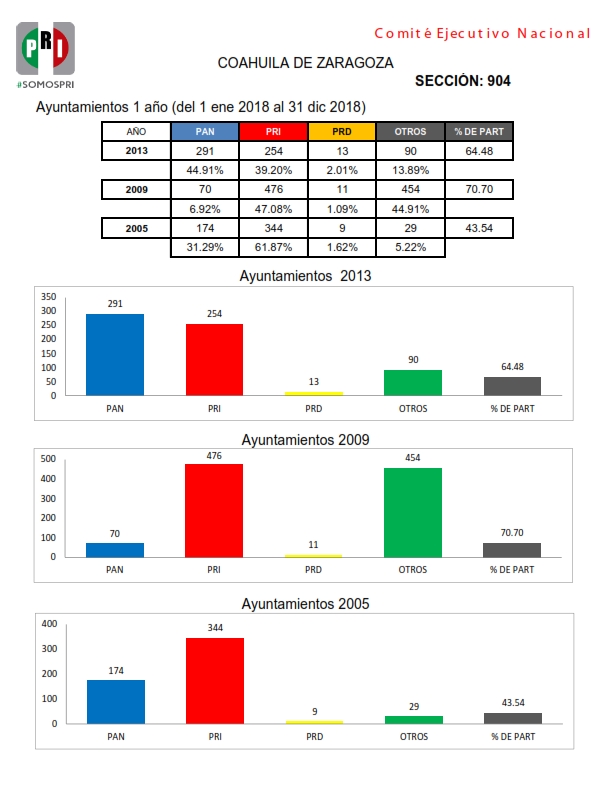 Comité Ejecutivo Nacional
PRI
#SOMOSPRI
COAHUILA DE ZARAGOZA
SECCIÓN: 904
Ayuntamientos 1 año (del 1 ene 2018 al 31 dic 2018)
AÑO PAN PRI PRD OTROS % DE PART
2013 291 254 13 90 64.48
44.91% 39.20% 2.01% 13.89%
2009 70 476 11 454 70.70
6.92% 47.08% 1.09% 44.91%
2005 174 344 9 29 43.54
31.29% 61.87% 1.62% 5.22%
Ayuntamientos 2013
350
300
250
200
150
100
50
0
291
254
13
90
64.48
PAN PRI PRD OTROS % DE PART
Ayuntamientos 2009
500
400
300
200
100
0
70
476
11
454
70.70
PAN PRI PRD OTROS % DE PART
Ayuntamientos 2005
400
300
200
100
0
174
344
9
29
43.54
PAN PRI PRD OTROS % DE PART